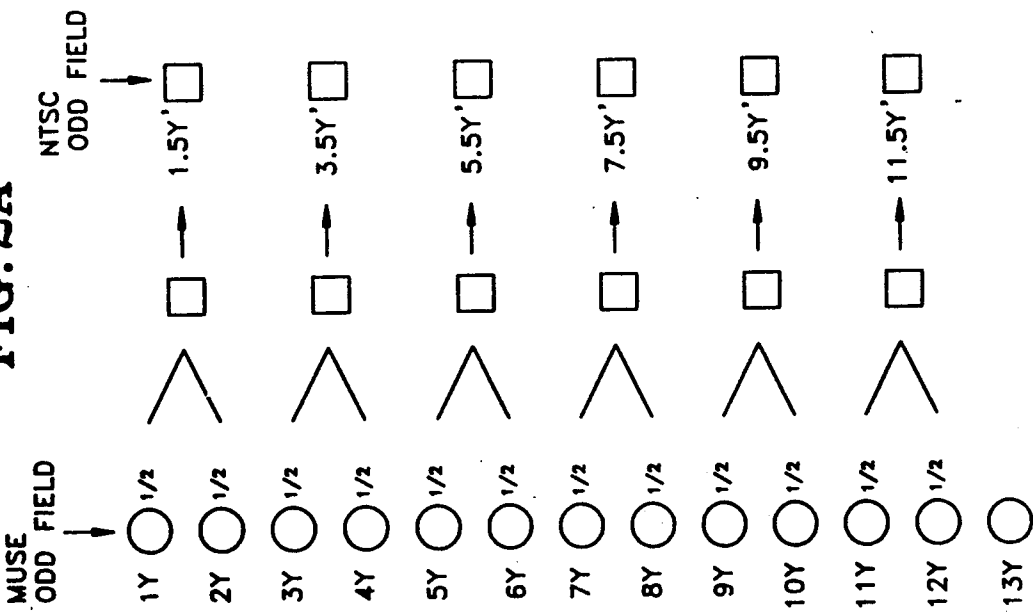 FIG. 2A
MUSE
ODD FIELD
NTSC
ODD FIELD
1Y 1/2
2Y 1/2
1.5Y'
3Y 1/2
4Y 1/2
3.5Y'
5Y 1/2
6Y 1/2
5.5Y'
7Y 1/2
8Y 1/2
7.5Y'
9Y 1/2
10Y 1/2
9.5Y'
11Y 1/2
12Y 1/2
11.5Y'
13Y